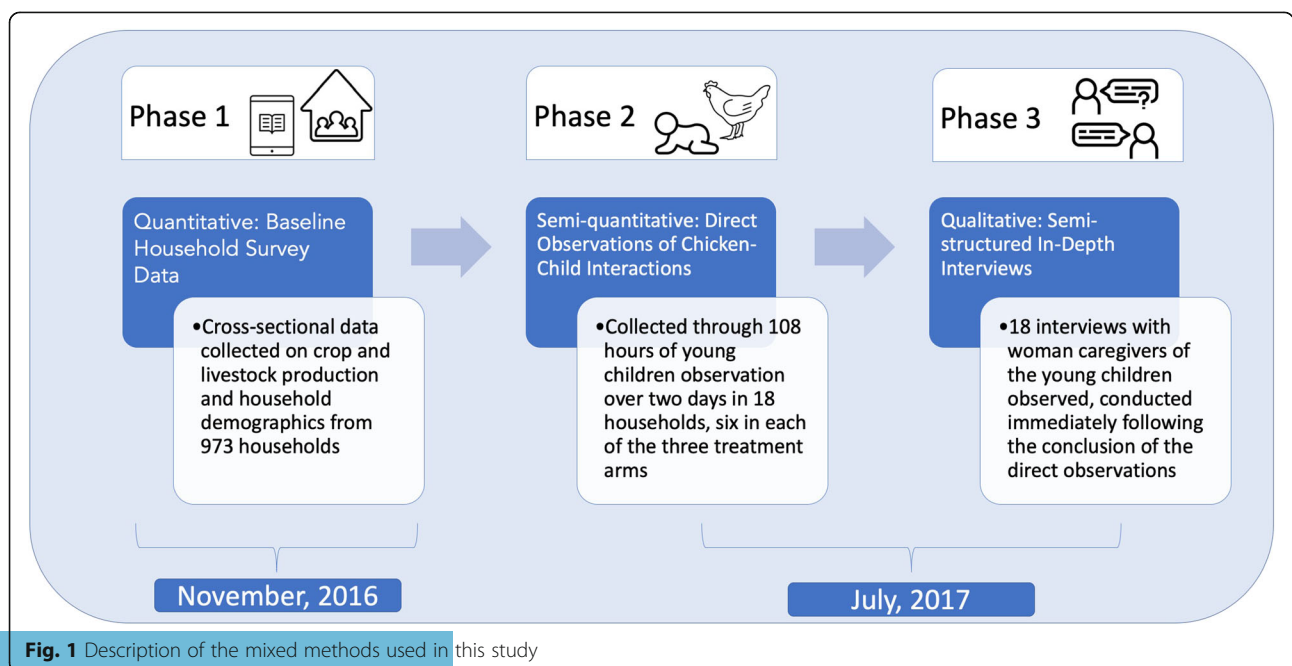 Phase 1
Quantitative: Baseline
Household Survey
Data
•Cross-sectional data
collected on crop and
livestock production
and household
demographics from
973 households
Phase 2
Semi-quantitative: Direct
Observations of Chicken-
Child Interactions
•Collected through 108
hours of young
children observation
over two days in 18
households, six in each
of the three treatment
arms
Phase 3
?
Qualitative: Semi-
structured In-Depth
Interviews
•18 interviews with
woman caregivers of
the young children
observed, conducted
immediately following
the conclusion of the
direct observations
November, 2016
July, 2017
Fig. 1 Description of the mixed methods used in this study